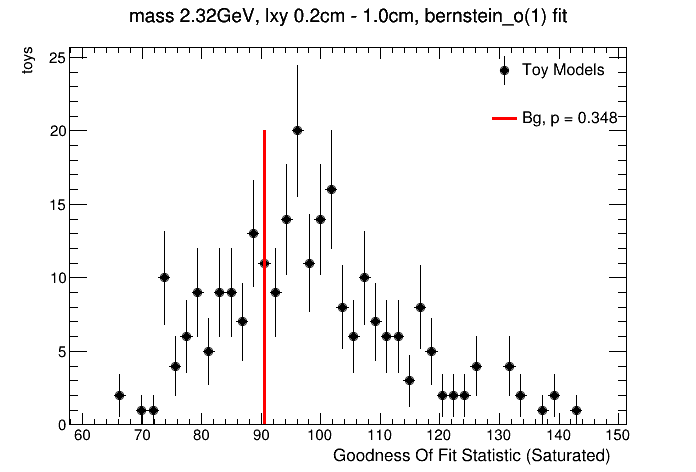 mass 2.32GeV, lxy 0.2cm - 1.0cm, bernstein_o(1) fit
toys
25
20
15
10
5
0
Toy Models
Bg, p = 0.348
60 70 80 90 100 110 120 130 140 150
Goodness Of Fit Statistic (Saturated)